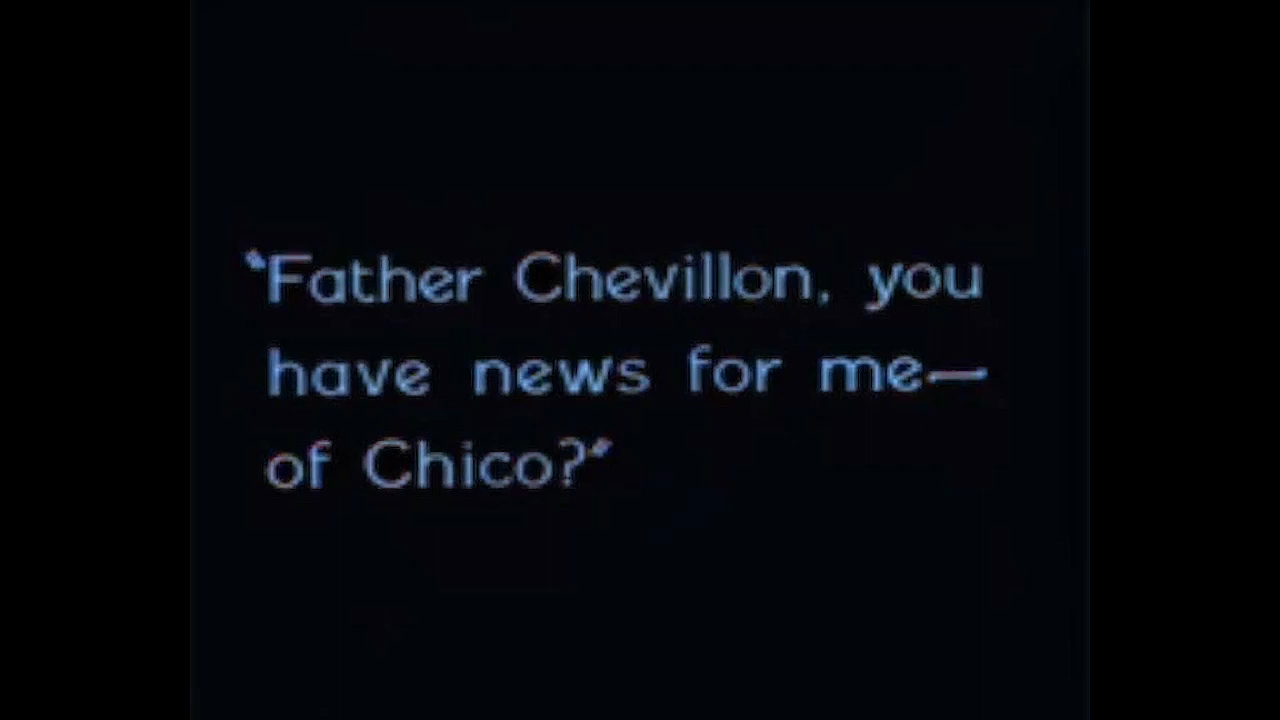 “Father Chevillon, you
have news for me—
of Chico?”